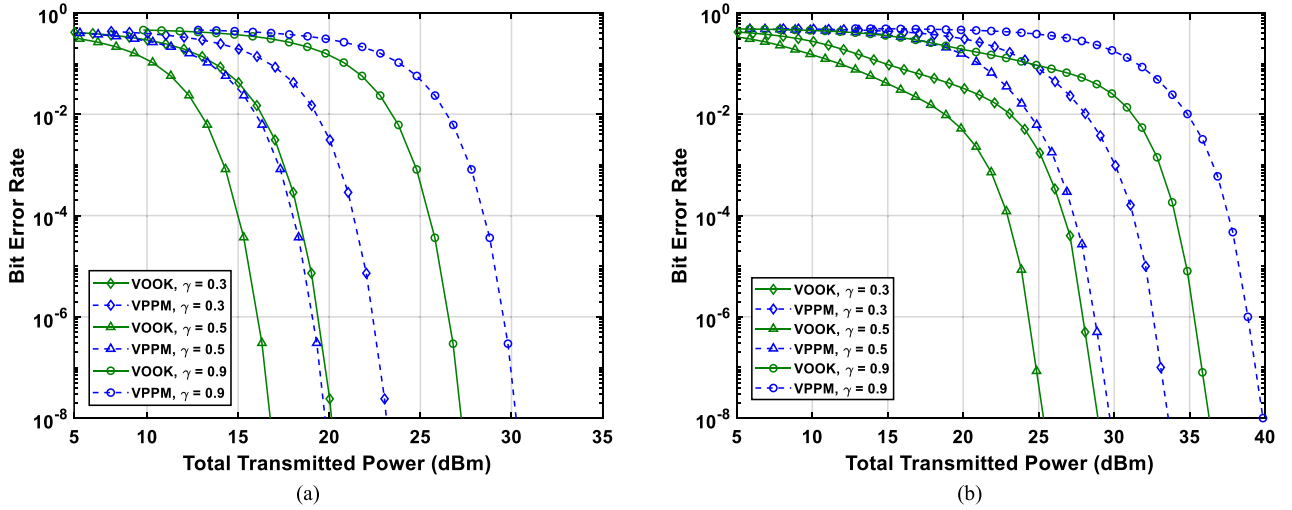 10^0
10^-2
10^-4
10^-6
10^-8
Bit Error Rate
VOOK, γ = 0.3
VPPM, γ = 0.3
VOOK, γ = 0.5
VPPM, γ = 0.5
VOOK, γ = 0.9
VPPM, γ = 0.9
5 10 15 20 25 30 35
Total Transmitted Power (dBm)
(a)
10^0
10^-2
10^-4
10^-6
10^-8
Bit Error Rate
VOOK, γ = 0.3
VPPM, γ = 0.3
VOOK, γ = 0.5
VPPM, γ = 0.5
VOOK, γ = 0.9
VPPM, γ = 0.9
5 10 15 20 25 30 35 40
Total Transmitted Power (dBm)
(b)